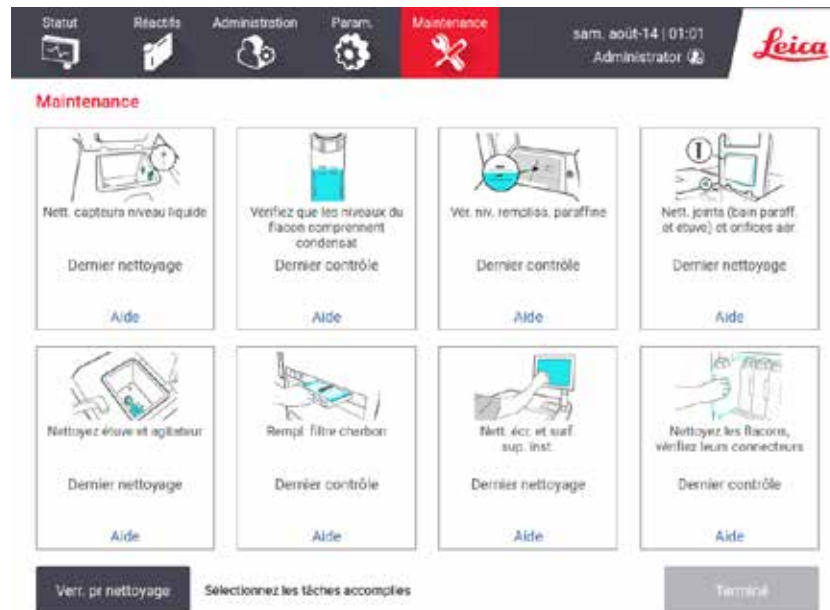 Statut
Réactifs
Administration
Param.
Maintenance
sam. août-14 | 01:01
Administrator
Leica
Maintenance
Nett. capteurs niveau liquide
Dernier nettoyage
Aide
Vérifiez que les niveaux du
flacon comprennent
condensat
Dernier contrôle
Aide
Vér. niv. rempliss. paraffine
Dernier contrôle
Aide
Nett. joints (bain paraff.
et étuve) et orifices aér.
Dernier nettoyage
Aide
Nettoyez étuve et agitateur
Dernier nettoyage
Aide
Rempl. filtre charbon
Dernier contrôle
Aide
Nett. écr. et surf.
sup. inst.
Dernier nettoyage
Aide
Nettoyez les flacons,
vérifiez leurs connecteurs
Dernier contrôle
Aide
Verr. pr nettoyage
Sélectionnez les tâches accomplies
Terminé